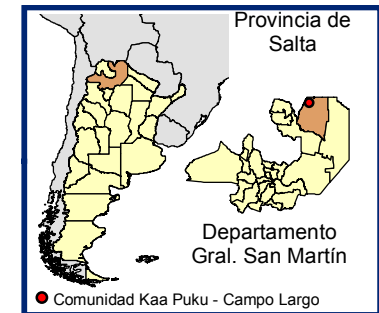 Provincia de
Salta
Departamento
Gral. San Martín
Comunidad Kaa Puku - Campo Largo